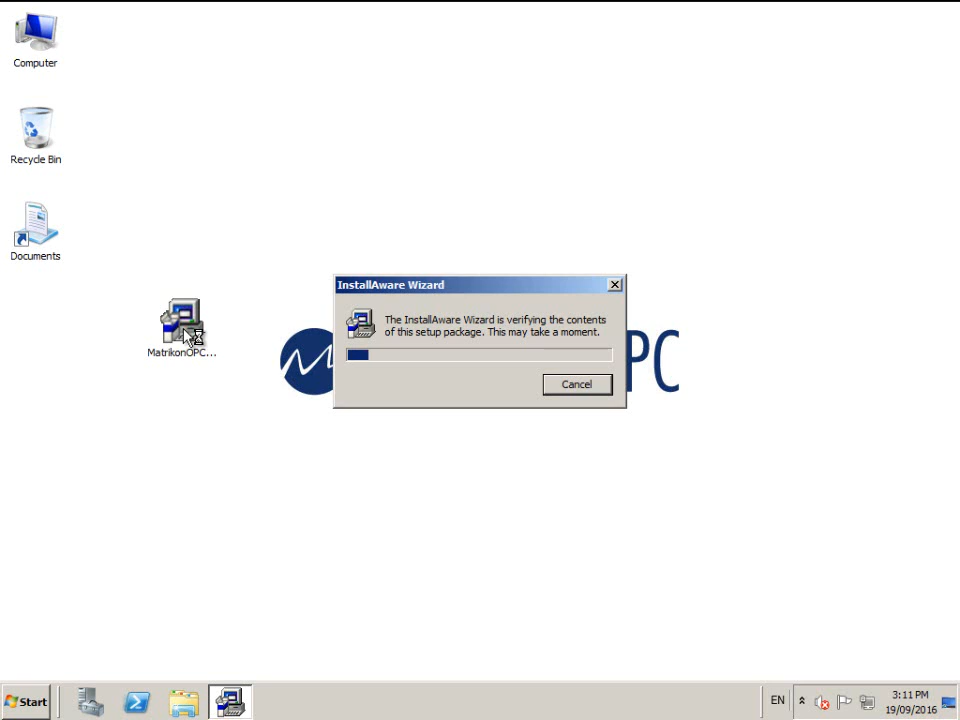 Computer
Recycle Bin
Documents
MatrikonOPC...
InstallAware Wizard
The InstallAware Wizard is verifying the contents
of this setup package. This may take a moment.
Cancel
PC
Start
EN
3:11 PM
19/09/2016